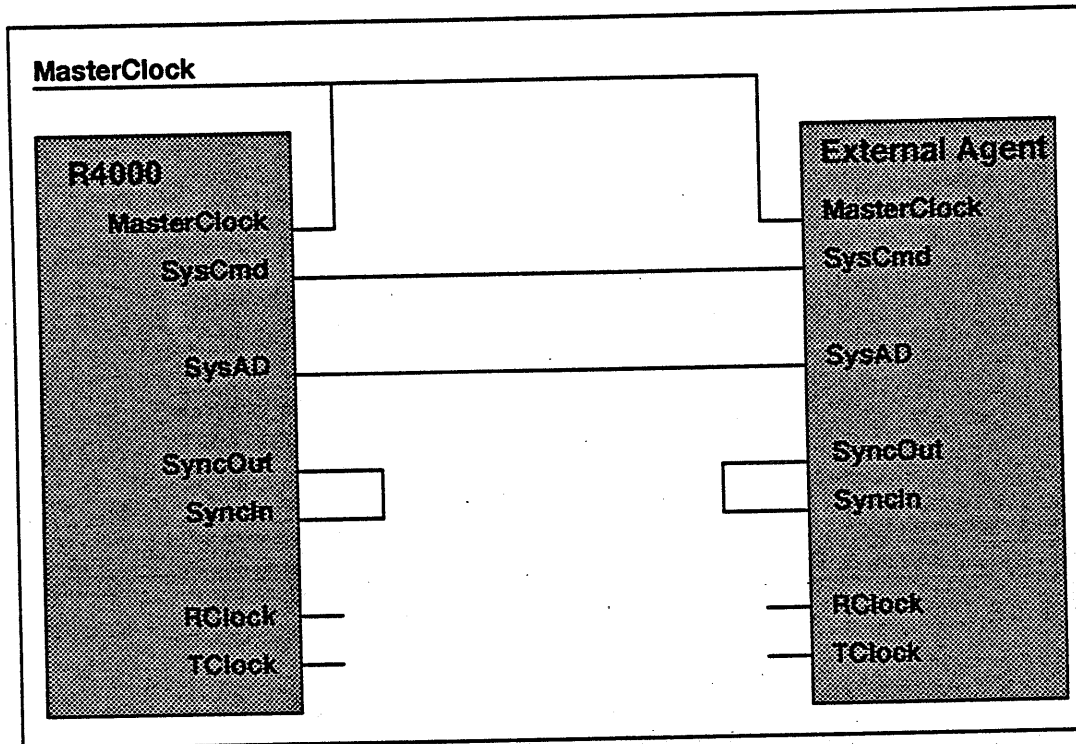 MasterClock
R4000
MasterClock
SysCmd
SysAD
SyncOut
SyncIn
RClock
TClock
External Agent
MasterClock
SysCmd
SysAD
SyncOut
SyncIn
RClock
TClock